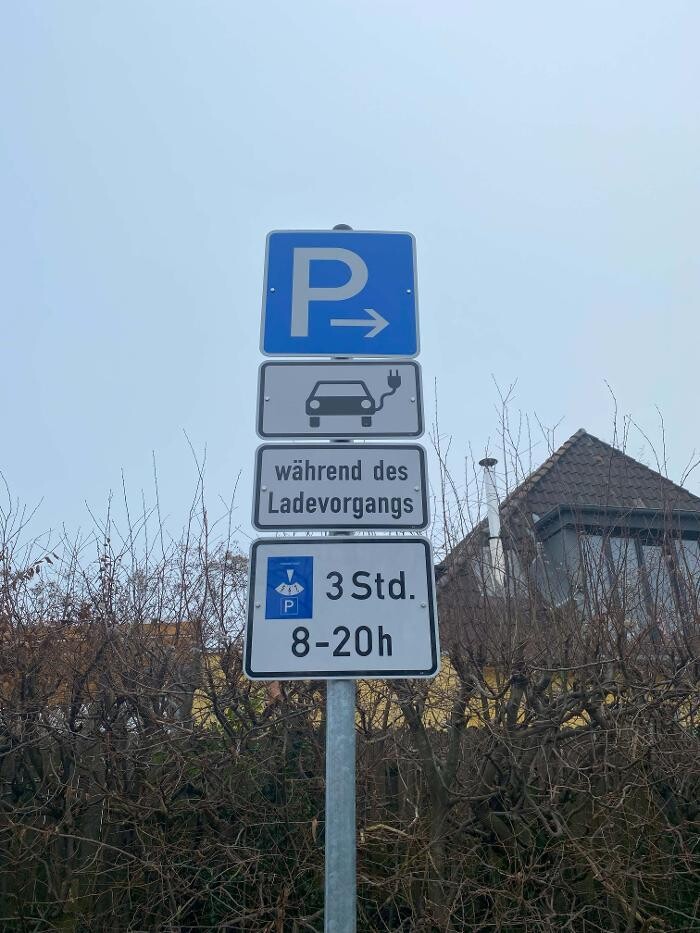 P
während des
Ladevorgangs
P 3 Std.
8-20h